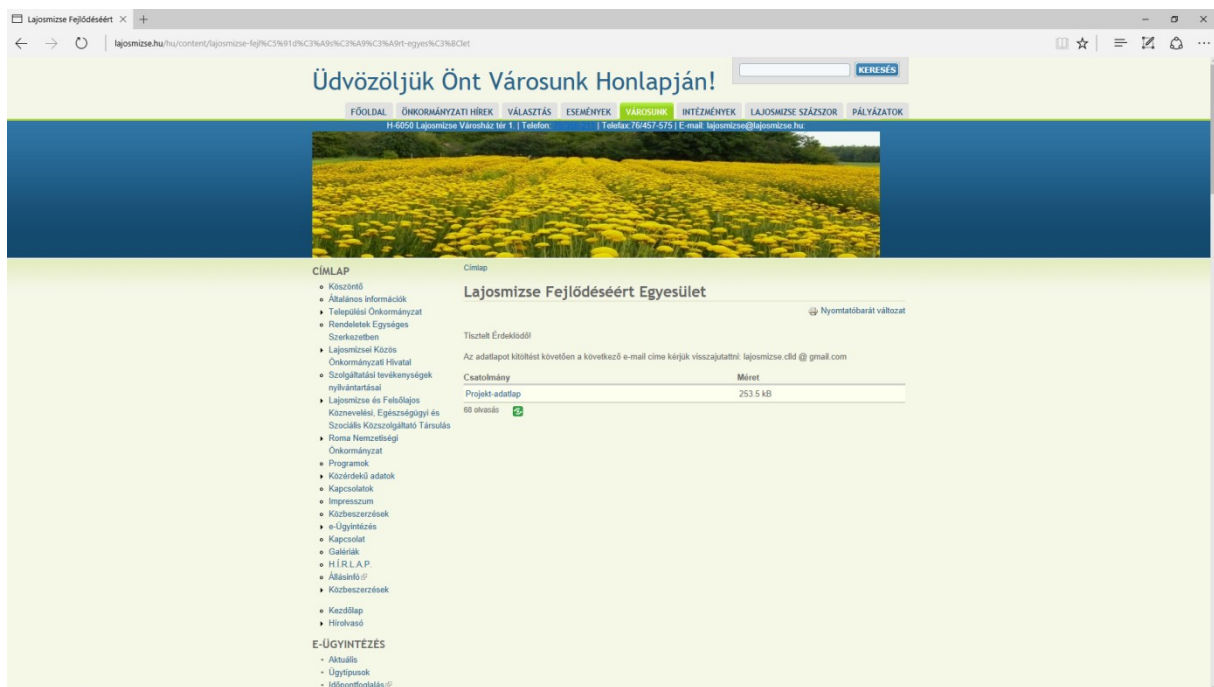 Lajosmizse Fejlődéséért
lajosmizse.hu/hu/content/lajosmizse-fejl%C5%91d%C3%A9s%C3%A9%C3%A9rt-egyes%C3%BClet
Üdvözöljük Önt Városunk Honlapján!
KERESÉS
FŐOLDAL ÖNKORMÁNYZATI HÍREK VÁLASZTÁS ESEMÉNYEK VÁROSUNK INTÉZMÉNYEK LAJOSMIZSE SZÁZSZOR PÁLYÁZATOK
H-6050 Lajosmizse Városház tér 1. | Telefon: | Telefax:76/457-575 | E-mail: lajosmizse@lajosmizse.hu
CÍMLAP
Köszöntő
Általános információk
Települési Önkormányzat
Rendeletek Egységes
Szerkezetben
Lajosmizsei Közös
Önkormányzati Hivatal
Szolgáltatási tevékenységek
nyilvántartásai
Lajosmizse és Felsőlajos
Köznevelési, Egészségügyi és
Szociális Közszolgáltató Társulás
Roma Nemzetiségi
Önkormányzat
Programok
Közérdekű adatok
Kapcsolatok
Impresszum
Közbeszerzések
e-Ügyintézés
Kapcsolat
Galériák
H.Í.R.L.A.P.
Állásinfó
Közbeszerzések
Kezdőlap
Hírolvasó
E-ÜGYINTÉZÉS
Aktuális
Ügytípusok
Időpontfoglalás
Címlap
Lajosmizse Fejlődéséért Egyesület
Nyomtatóbarát változat
Tisztelt Érdeklődő!
Az adatlapot kitöltést követően a következő e-mail címe kérjük visszajutattni: lajosmizse.clld @ gmail.com
Csatolmány Méret
Projekt-adatlap 253.5 kB
68 olvasás